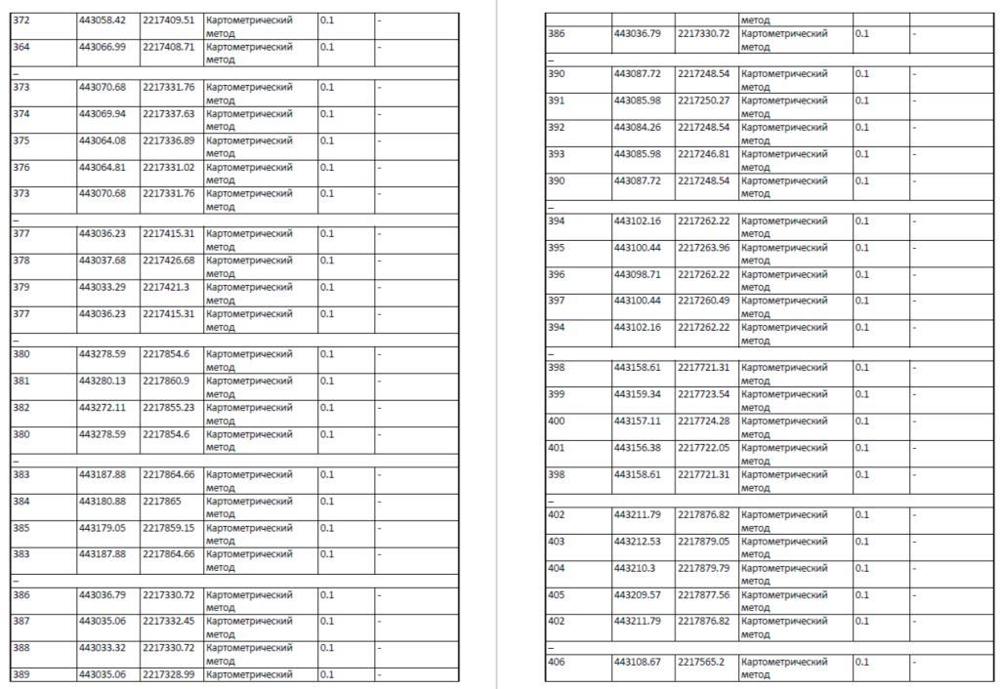 372 443058.42 2217409.51 Картометрический 0.1 -
метод
364 443066.99 2217408.71 Картометрический 0.1 -
метод
–
373 443070.68 2217331.76 Картометрический 0.1 -
метод
374 443069.94 2217337.63 Картометрический 0.1 -
метод
375 443064.08 2217336.89 Картометрический 0.1 -
метод
376 443064.81 2217331.02 Картометрический 0.1 -
метод
373 443070.68 2217331.76 Картометрический 0.1 -
метод
–
377 443036.23 2217415.31 Картометрический 0.1 -
метод
378 443037.68 2217426.68 Картометрический 0.1 -
метод
379 443033.29 2217421.3 Картометрический 0.1 -
метод
377 443036.23 2217415.31 Картометрический 0.1 -
метод
–
380 443278.59 2217854.6 Картометрический 0.1 -
метод
381 443280.13 2217860.9 Картометрический 0.1 -
метод
382 443272.11 2217855.23 Картометрический 0.1 -
метод
380 443278.59 2217854.6 Картометрический 0.1 -
метод
–
383 443187.88 2217864.66 Картометрический 0.1 -
метод
384 443180.88 2217865 Картометрический 0.1 -
метод
385 443179.05 2217859.15 Картометрический 0.1 -
метод
383 443187.88 2217864.66 Картометрический 0.1 -
метод
–
386 443036.79 2217330.72 Картометрический 0.1 -
метод
387 443035.06 2217332.45 Картометрический 0.1 -
метод
388 443033.32 2217330.72 Картометрический 0.1 -
метод
389 443035.06 2217328.99 Картометрический 0.1 -
метод
386 443036.79 2217330.72 Картометрический 0.1 -
метод
–
390 443087.72 2217248.54 Картометрический 0.1 -
метод
391 443085.98 2217250.27 Картометрический 0.1 -
метод
392 443084.26 2217248.54 Картометрический 0.1 -
метод
393 443085.98 2217246.81 Картометрический 0.1 -
метод
390 443087.72 2217248.54 Картометрический 0.1 -
метод
–
394 443102.16 2217262.22 Картометрический 0.1 -
метод
395 443100.44 2217263.96 Картометрический 0.1 -
метод
396 443098.71 2217262.22 Картометрический 0.1 -
метод
397 443100.44 2217260.49 Картометрический 0.1 -
метод
394 443102.16 2217262.22 Картометрический 0.1 -
метод
–
398 443158.61 2217721.31 Картометрический 0.1 -
метод
399 443159.34 2217723.54 Картометрический 0.1 -
метод
400 443157.11 2217724.28 Картометрический 0.1 -
метод
401 443156.38 2217722.05 Картометрический 0.1 -
метод
398 443158.61 2217721.31 Картометрический 0.1 -
метод
–
402 443211.79 2217876.82 Картометрический 0.1 -
метод
403 443212.53 2217879.05 Картометрический 0.1 -
метод
404 443210.3 2217879.79 Картометрический 0.1 -
метод
405 443209.57 2217877.56 Картометрический 0.1 -
метод
402 443211.79 2217876.82 Картометрический 0.1 -
метод
–
406 443108.67 2217565.2 Картометрический 0.1 -
метод